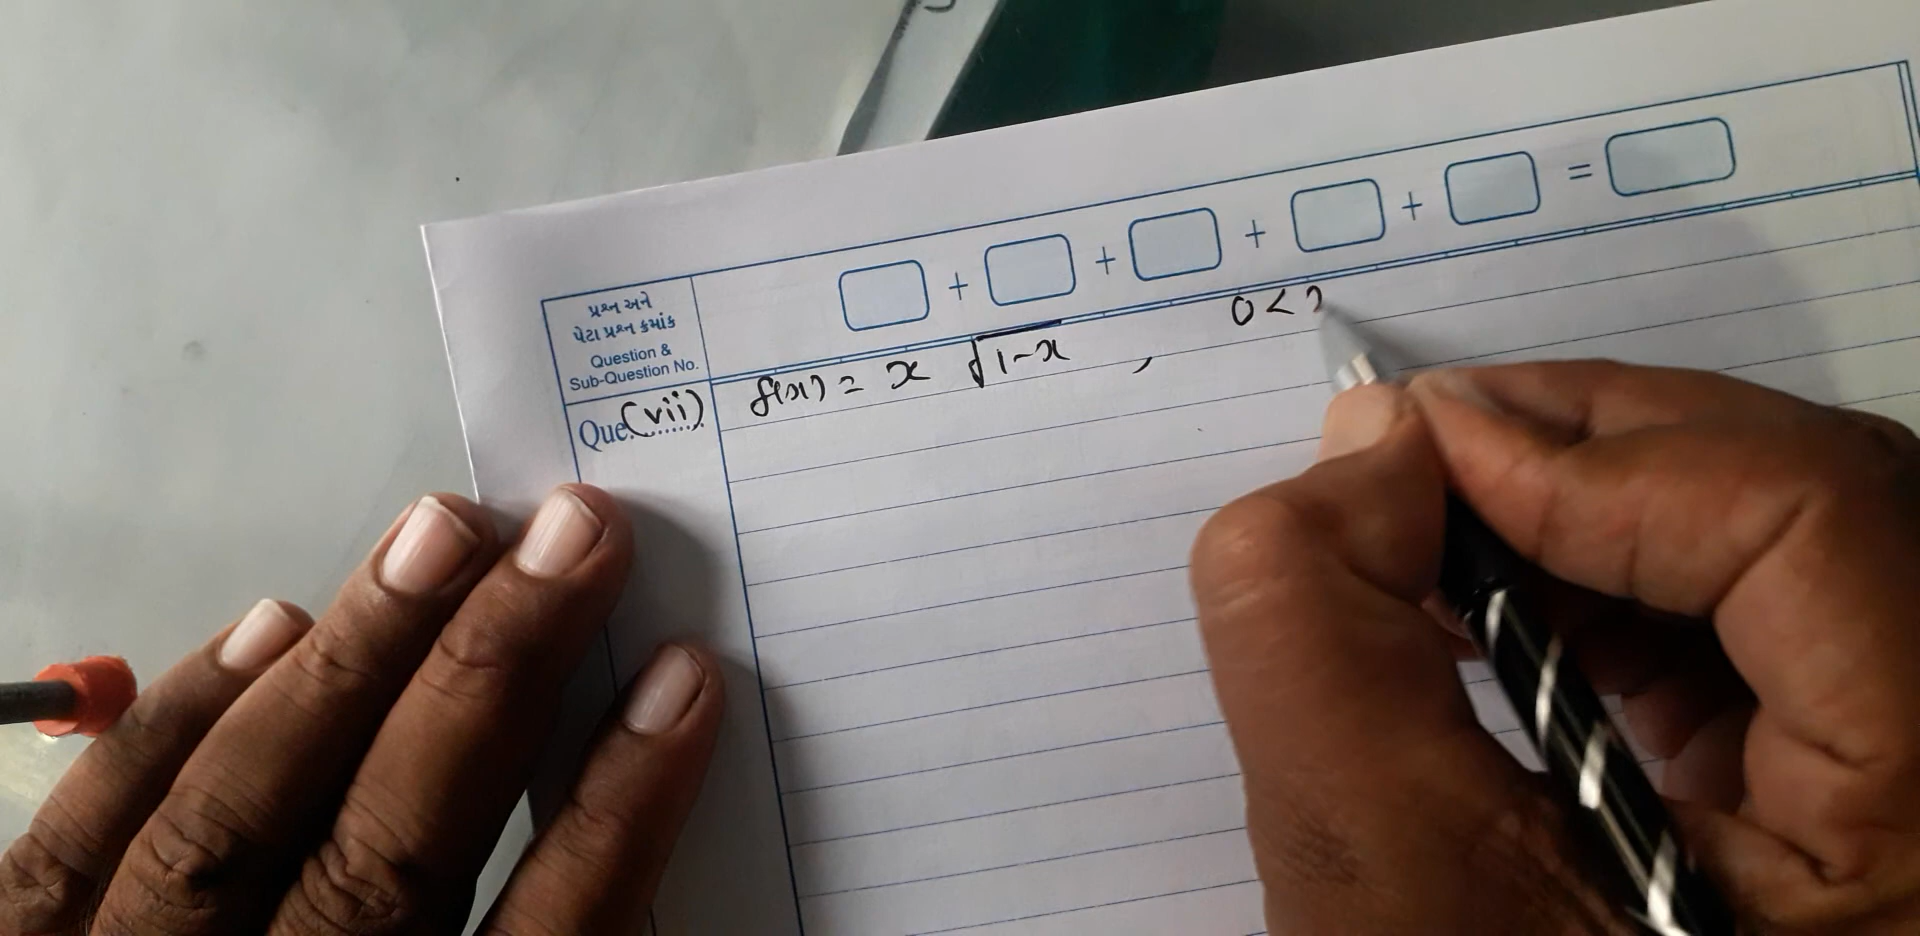 □ + □ + □ + □ + □ = □
પ્રશ્ન અને
પેટા પ્રશ્ન ક્રમાંક
Question &
Sub-Question No.
Que.(vii) f(x) = x √1-x , 0 <